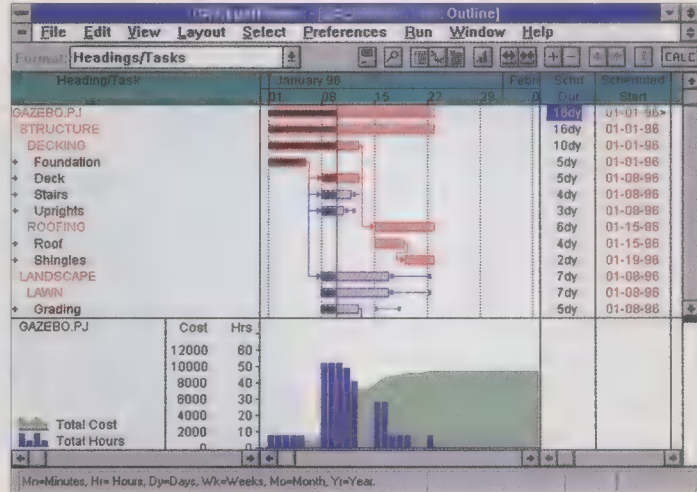 Outline]
File Edit View Layout Select Preferences Run Window Help
Format: Headings/Tasks CALC
Heading/Task January 96 Febr Schd Scheduled
01 08 15 22 29 0 Dur Start
GAZEBO.PJ 16dy 01-01-96>
STRUCTURE 16dy 01-01-96
DECKING 10dy 01-01-96
+ Foundation 5dy 01-01-96
+ Deck 5dy 01-08-96
+ Stairs 4dy 01-08-96
+ Uprights 3dy 01-08-96
ROOFING 6dy 01-15-96
+ Roof 4dy 01-15-96
+ Shingles 2dy 01-19-96
LANDSCAPE 7dy 01-08-96
LAWN 7dy 01-08-96
+ Grading 5dy 01-08-96
GAZEBO.PJ Cost Hrs
12000 60
10000 50
8000 40
6000 30
4000 20
2000 10
0 0
Total Cost
Total Hours
Mn=Minutes, Hr= Hours, Dy=Days, Wk=Weeks, Mo=Month, Yr=Year.